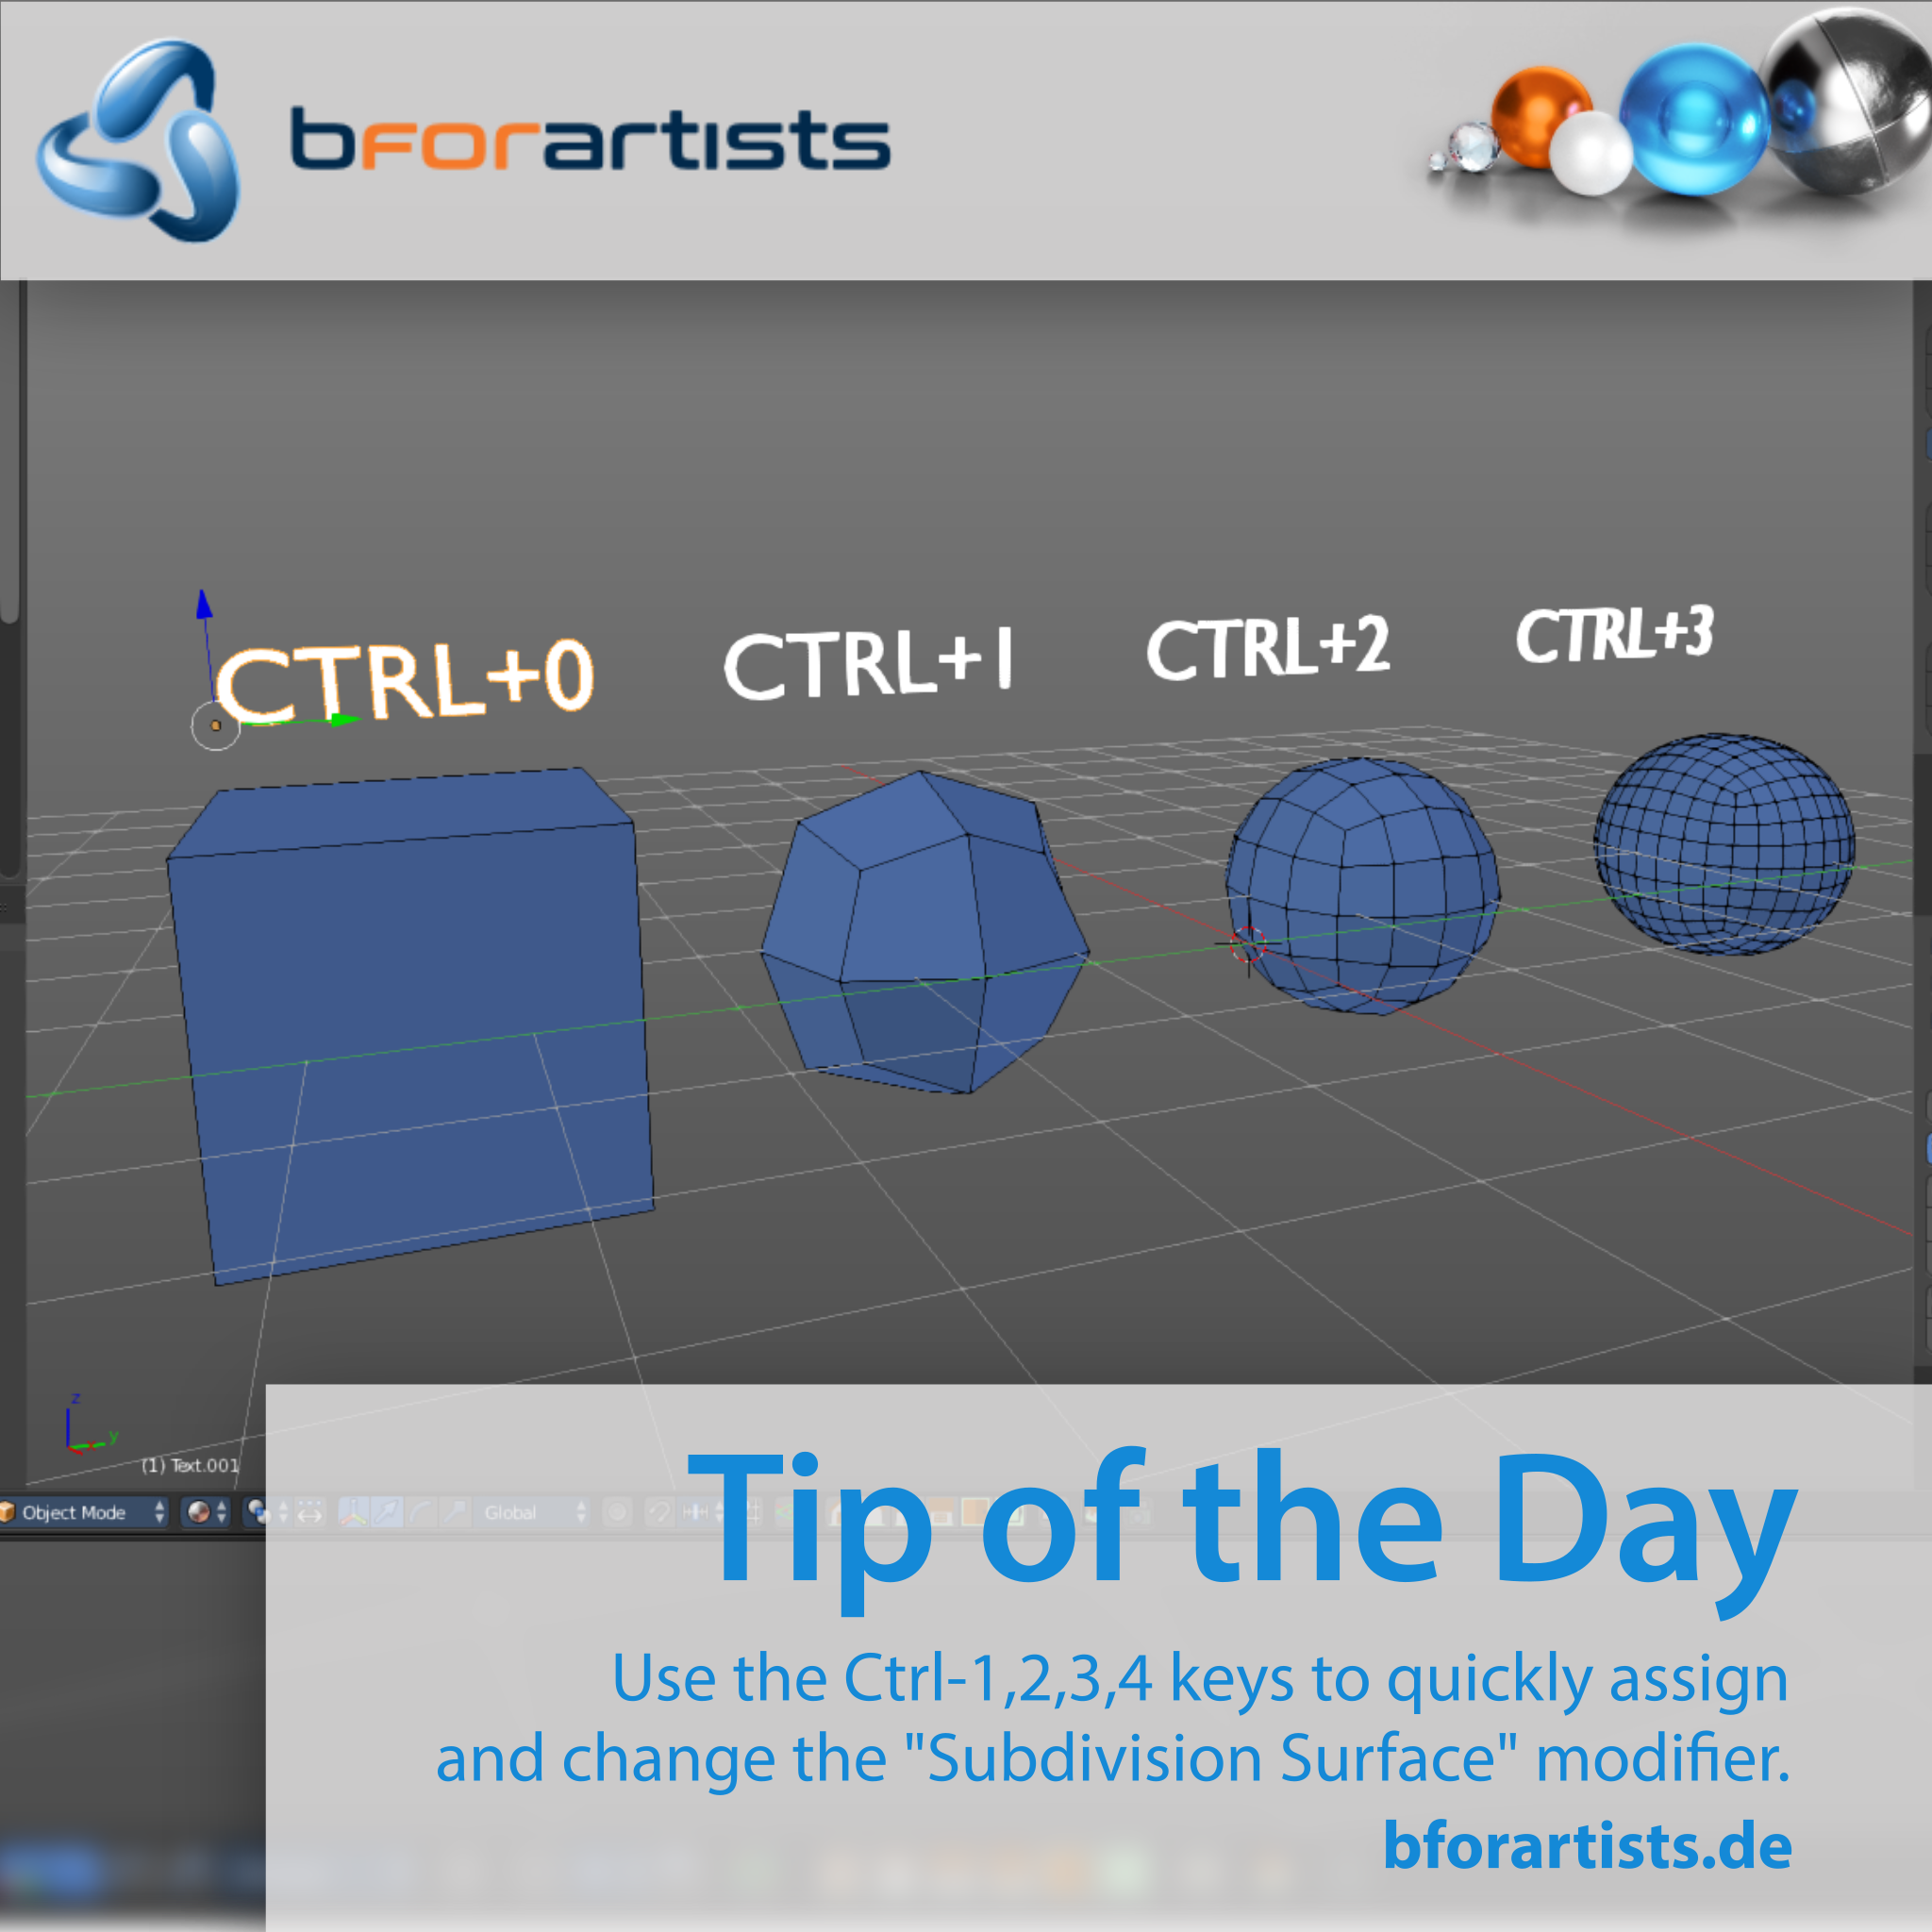 bforartists
CTRL+0
CTRL+1
CTRL+2
CTRL+3
z
y
(1) Text.001
Object Mode
Global
Tip of the Day
Use the Ctrl-1,2,3,4 keys to quickly assign
and change the "Subdivision Surface" modifier.
bforartists.de